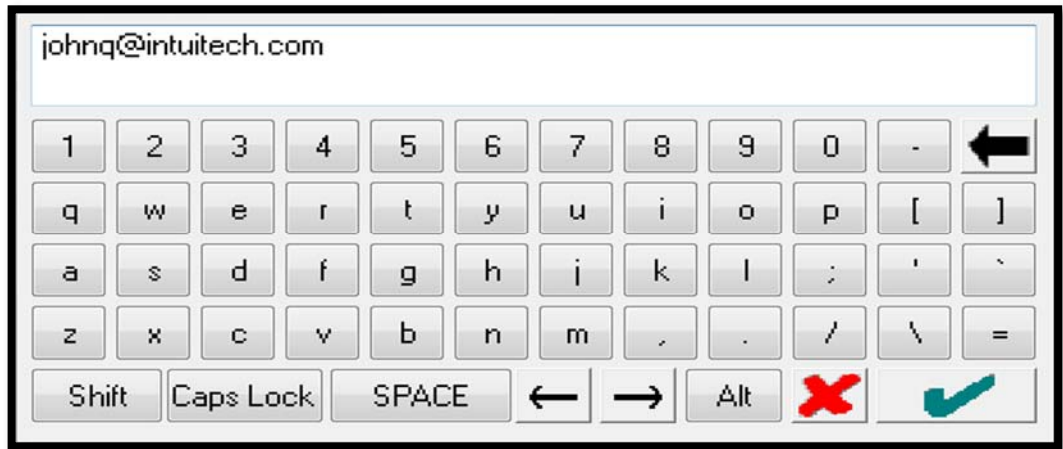 johnq@intuitech.com
1 2 3 4 5 6 7 8 9 0 -
q w e r t y u i o p [ ]
a s d f g h j k l ; ' `
z x c v b n m , . / \ =
Shift Caps Lock SPACE ← → Alt